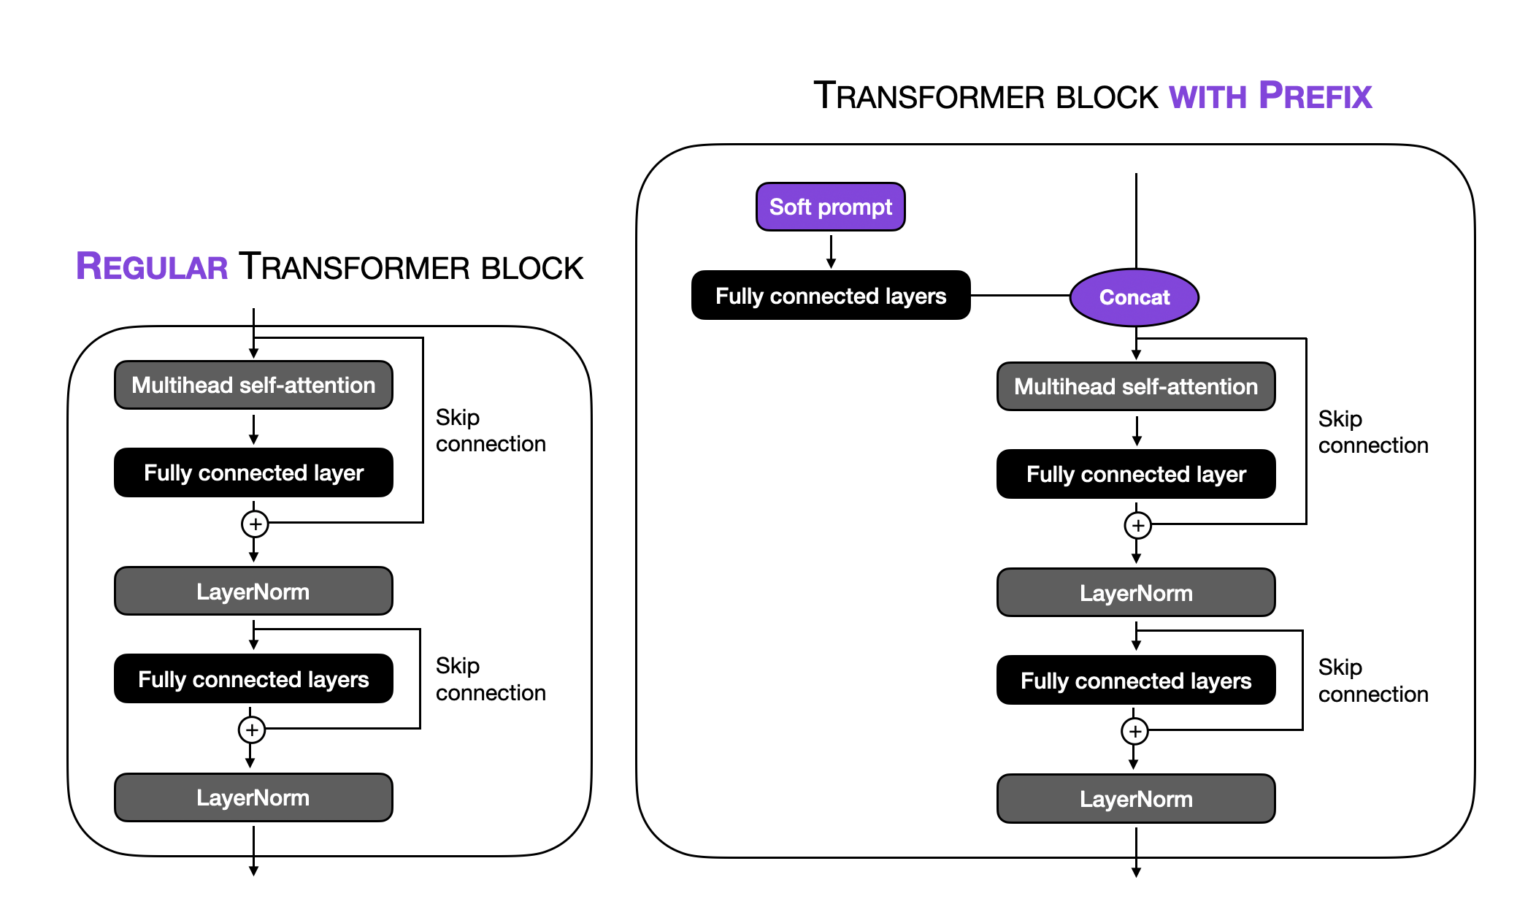 REGULAR TRANSFORMER BLOCK
Multihead self-attention
Skip
connection
Fully connected layer
+
LayerNorm
Fully connected layers
Skip
connection
+
LayerNorm
TRANSFORMER BLOCK WITH PREFIX
Soft prompt
Fully connected layers
Concat
Multihead self-attention
Skip
connection
Fully connected layer
+
LayerNorm
Fully connected layers
Skip
connection
+
LayerNorm